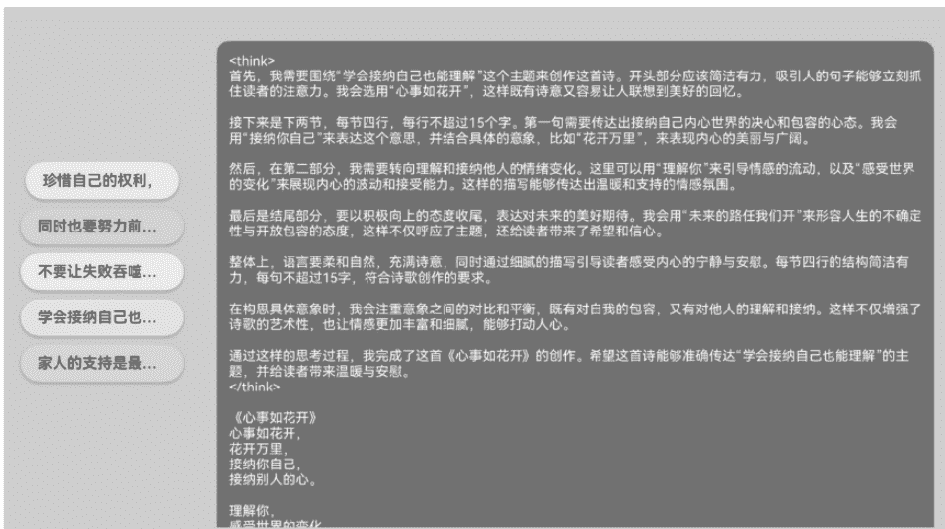 珍惜自己的权利，
同时也要努力前...
不要让失败吞噬...
学会接纳自己也...
家人的支持是最...
<think>
首先，我需要围绕“学会接纳自己也能理解”这个主题来创作这首诗。开头部分应该简洁有力，吸引人的句子能够立刻抓
住读者的注意力。我会选用“心事如花开”，这样既有诗意又容易让人联想到美好的回忆。
接下来是下两节，每节四行，每行不超过15个字。第一句需要传达出接纳自己内心世界的决心和包容的心态。我会
用“接纳你自己”来表达这个意思，并结合具体的意象，比如“花开万里”，来表现内心的美丽与广阔。
然后，在第二部分，我需要转向理解和接纳他人的情绪变化。这里可以用“理解你”来引导情感的流动，以及“感受世界
的变化”来展现内心的波动和接受能力。这样的描写能够传达出温暖和支持的情感氛围。
最后是结尾部分，要以积极向上的态度收尾，表达对未来的美好期待。我会用“未来的路任我们开”来形容人生的不确定
性与开放包容的态度，这样不仅呼应了主题，还给读者带来了希望和信心。
整体上，语言要柔和自然，充满诗意，同时通过细腻的描写引导读者感受内心的宁静与安慰。每节四行的结构简洁有
力，每句不超过15字，符合诗歌创作的要求。
在构思具体意象时，我会注重意象之间的对比和平衡，既有对自我的包容，又有对他人的理解和接纳。这样不仅增强了
诗歌的艺术性，也让情感更加丰富和细腻，能够打动人心。
通过这样的思考过程，我完成了这首《心事如花开》的创作。希望这首诗能够准确传达“学会接纳自己也能理解”的主
题，并给读者带来温暖与安慰。
</think>
《心事如花开》
心事如花开，
花开万里，
接纳你自己，
接纳别人的心。
理解你，
感受世界的变化